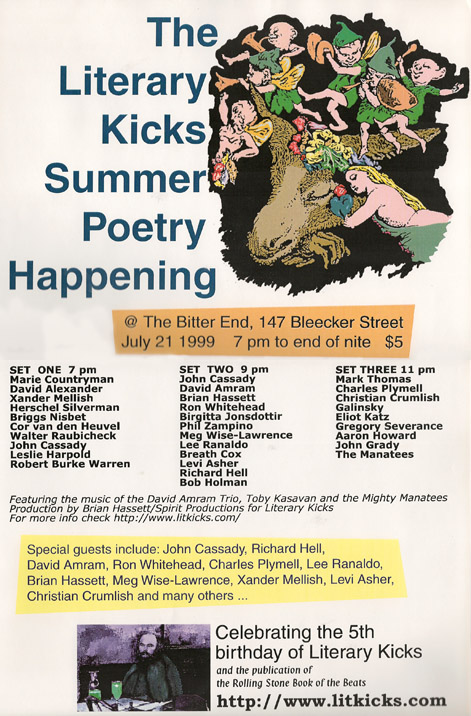 The
Literary
Kicks
Summer
Poetry
Happening
@ The Bitter End, 147 Bleecker Street
July 21 1999 7 pm to end of nite $5
SET ONE 7 pm
Marie Countryman
David Alexander
Xander Mellish
Herschel Silverman
Briggs Nisbet
Cor van den Heuvel
Walter Raubicheck
John Cassady
Leslie Harpold
Robert Burke Warren
SET TWO 9 pm
John Cassady
David Amram
Brian Hassett
Ron Whitehead
Birgitta Jonsdottir
Phil Zampino
Meg Wise-Lawrence
Lee Ranaldo
Breath Cox
Levi Asher
Richard Hell
Bob Holman
SET THREE 11 pm
Mark Thomas
Charles Plymell
Christian Crumlish
Galinsky
Eliot Katz
Gregory Severance
Aaron Howard
John Grady
The Manatees
Featuring the music of the David Amram Trio, Toby Kasavan and the Mighty Manatees
Production by Brian Hassett/Spirit Productions for Literary Kicks
For more info check http://www.litkicks.com/
Special guests include: John Cassady, Richard Hell,
David Amram, Ron Whitehead, Charles Plymell, Lee Ranaldo,
Brian Hassett, Meg Wise-Lawrence, Xander Mellish, Levi Asher,
Christian Crumlish and many others ...
Celebrating the 5th
birthday of Literary Kicks
and the publication of
the Rolling Stone Book of the Beats
http://www.litkicks.com